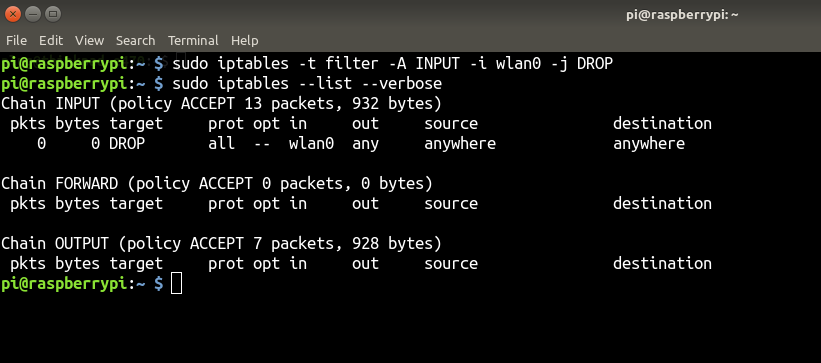 pi@raspberrypi: ~
File Edit View Search Terminal Help
pi@raspberrypi:~ $ sudo iptables -t filter -A INPUT -i wlan0 -j DROP
pi@raspberrypi:~ $ sudo iptables --list --verbose
Chain INPUT (policy ACCEPT 13 packets, 932 bytes)
 pkts bytes target     prot opt in     out     source               destination
    0     0 DROP       all  --  wlan0  any     anywhere             anywhere
Chain FORWARD (policy ACCEPT 0 packets, 0 bytes)
 pkts bytes target     prot opt in     out     source               destination
Chain OUTPUT (policy ACCEPT 7 packets, 928 bytes)
 pkts bytes target     prot opt in     out     source               destination
pi@raspberrypi:~ $